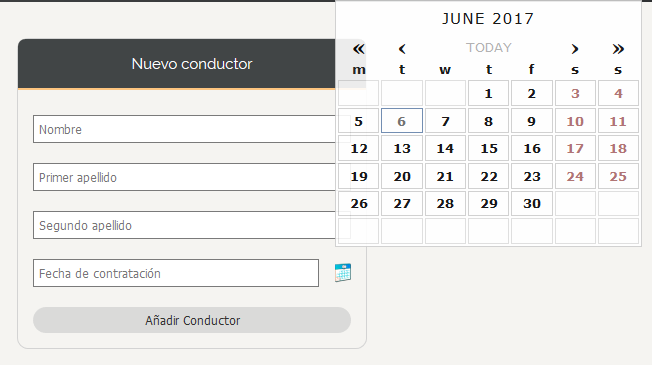 Nuevo conductor
Nombre
Primer apellido
Segundo apellido
Fecha de contratación
Añadir Conductor
JUNE 2017
« ‹ TODAY › »
m t w t f s s
1 2 3 4
5 6 7 8 9 10 11
12 13 14 15 16 17 18
19 20 21 22 23 24 25
26 27 28 29 30